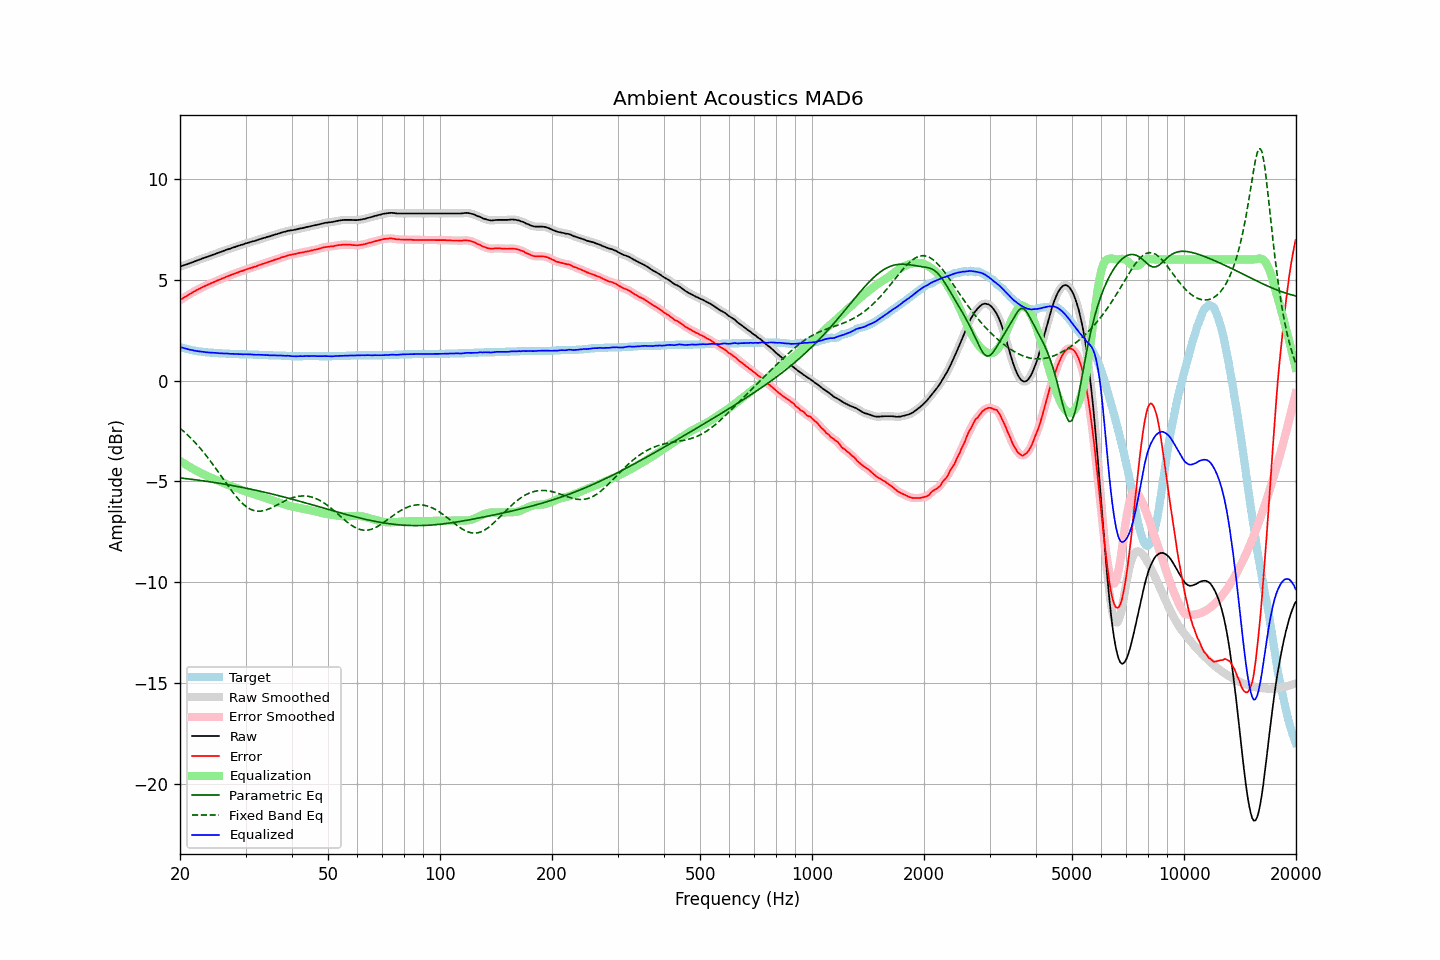 Ambient Acoustics MAD6
Amplitude (dBr)
10
5
0
−5
−10
−15
−20
Target
Raw Smoothed
Error Smoothed
Raw
Error
Equalization
Parametric Eq
Fixed Band Eq
Equalized
20 50 100 200 500 1000 2000 5000 10000 20000
Frequency (Hz)